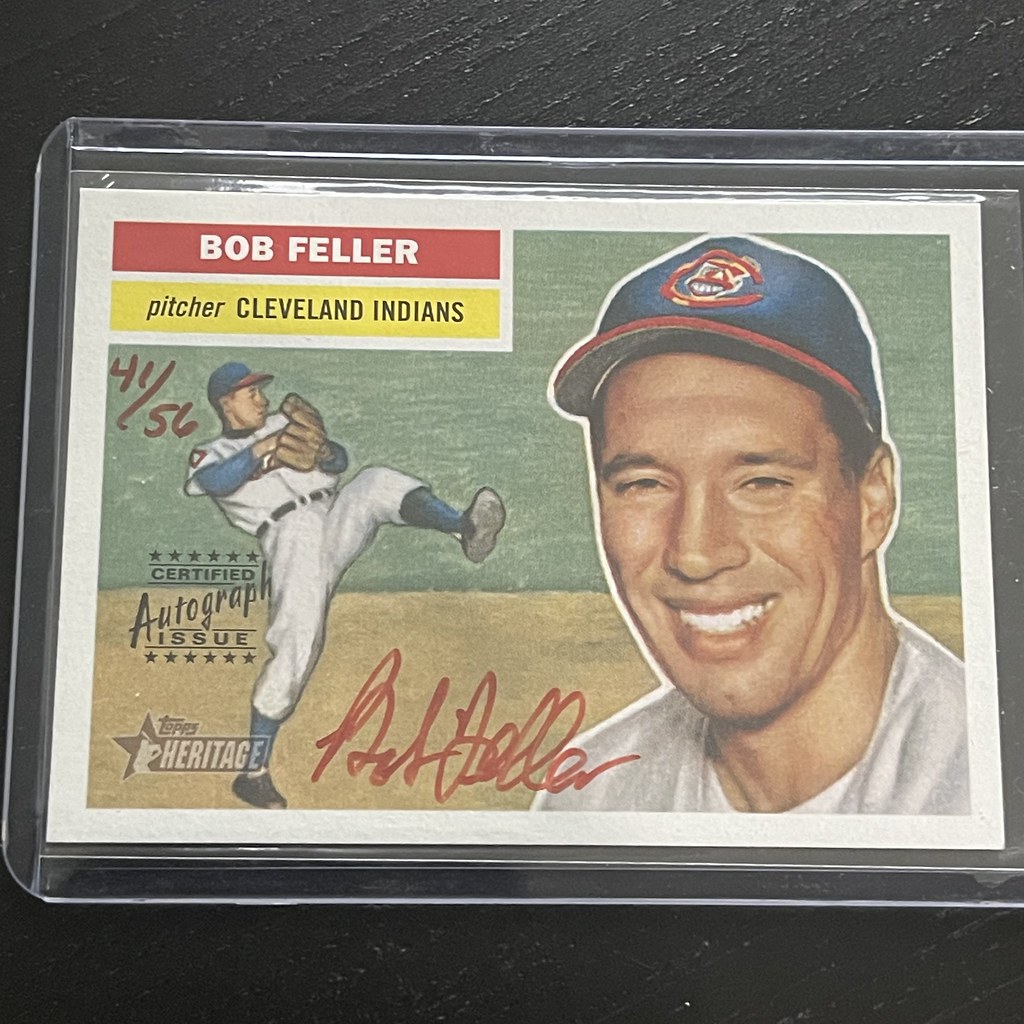 BOB FELLER
pitcher CLEVELAND INDIANS
41/56
CERTIFIED
Autograph
ISSUE
TOPPS
HERITAGE
Bob Feller